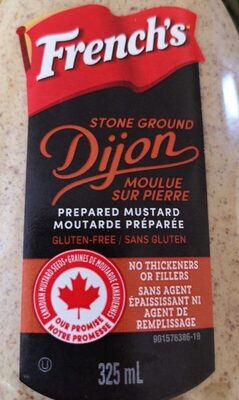 French's
STONE GROUND
Dijon
MOULUE
SUR PIERRE
PREPARED MUSTARD
MOUTARDE PRÉPARÉE
GLUTEN-FREE / SANS GLUTEN
CANADIAN MUSTARD SEEDS • GRAINES DE MOUTARDE CANADIENNES
OUR PROMISE
NOTRE PROMESSE
NO THICKENERS
OR FILLERS
SANS AGENT
ÉPAISSISSANT NI
AGENT DE
REMPLISSAGE
901576386-19
U
325 mL